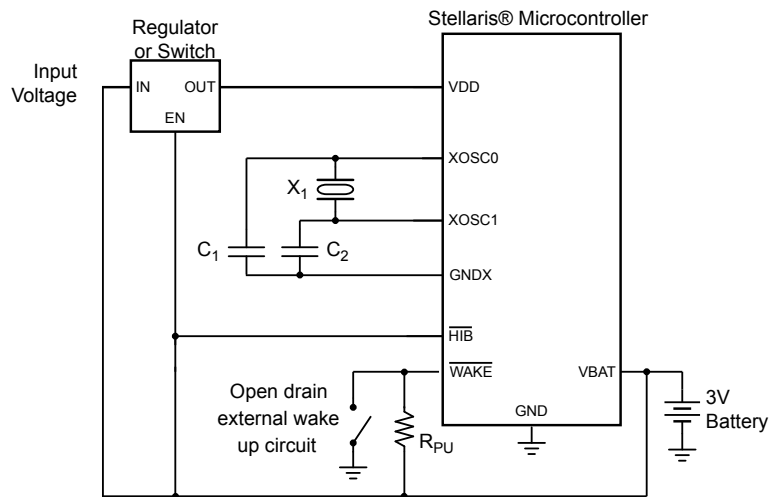 Stellaris® Microcontroller
Regulator
or Switch
Input
Voltage
IN
OUT
EN
VDD
XOSC0
X1
XOSC1
C1
C2
GNDX
HIB
WAKE
VBAT
Open drain
external wake
up circuit
RPU
GND
3V
Battery